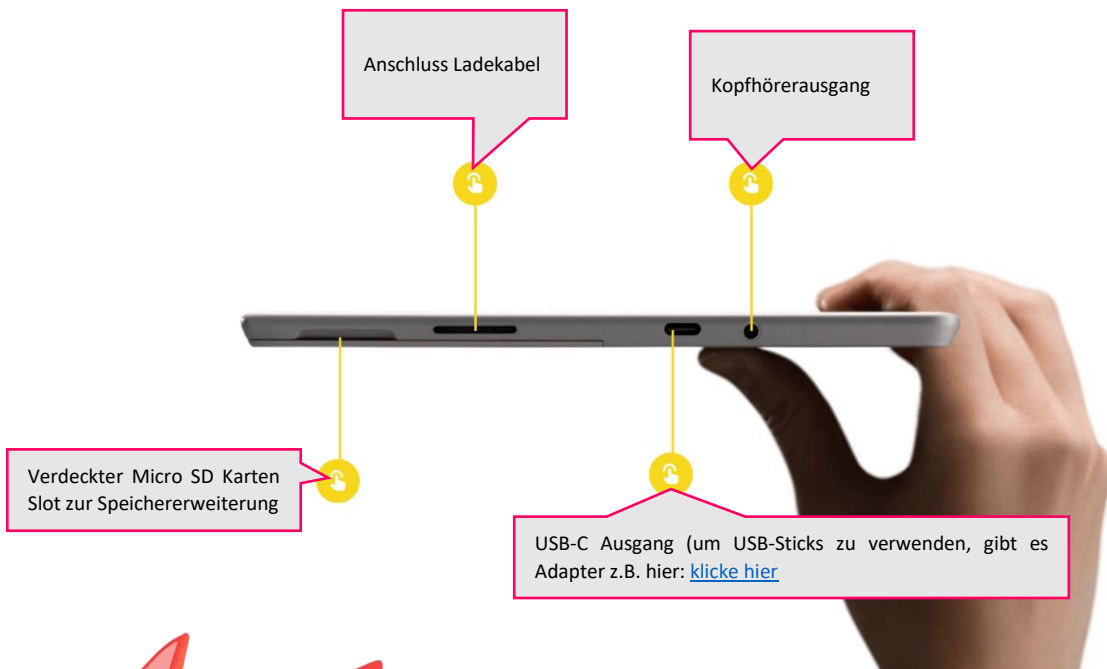 Anschluss Ladekabel
Kopfhörerausgang
Verdeckter Micro SD Karten
Slot zur Speichererweiterung
USB-C Ausgang (um USB-Sticks zu verwenden, gibt es
Adapter z.B. hier: klicke hier